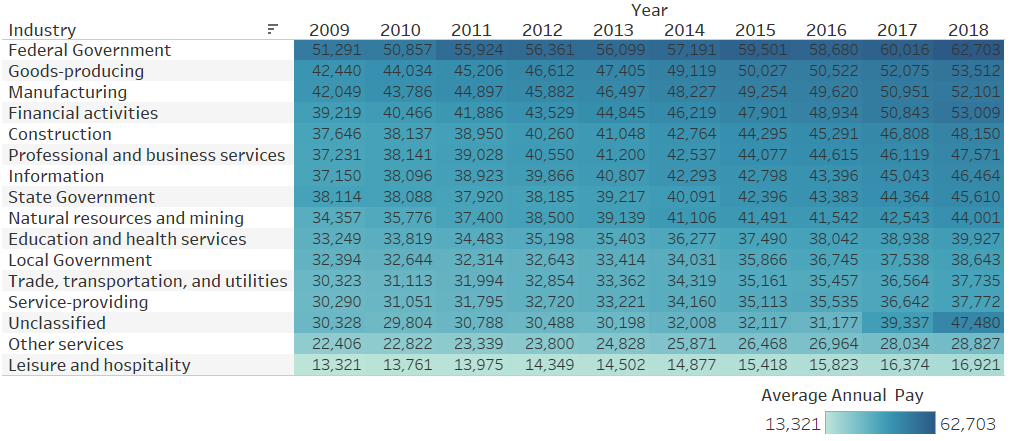 Year
Industry 2009 2010 2011 2012 2013 2014 2015 2016 2017 2018
Federal Government 51,291 50,857 55,924 56,361 56,099 57,191 59,501 58,680 60,016 62,703
Goods-producing 42,440 44,034 45,206 46,612 47,405 49,119 50,027 50,522 52,075 53,512
Manufacturing 42,049 43,786 44,897 45,882 46,497 48,227 49,254 49,620 50,951 52,101
Financial activities 39,219 40,466 41,886 43,529 44,845 46,219 47,901 48,934 50,843 53,009
Construction 37,646 38,137 38,950 40,260 41,048 42,764 44,295 45,291 46,808 48,150
Professional and business services 37,231 38,141 39,028 40,550 41,200 42,537 44,077 44,615 46,119 47,571
Information 37,150 38,096 38,923 39,866 40,807 42,293 42,798 43,396 45,043 46,464
State Government 38,114 38,088 37,920 38,185 39,217 40,091 42,396 43,383 44,364 45,610
Natural resources and mining 34,357 35,776 37,400 38,500 39,139 41,106 41,491 41,542 42,543 44,001
Education and health services 33,249 33,819 34,483 35,198 35,403 36,277 37,490 38,042 38,938 39,927
Local Government 32,394 32,644 32,314 32,643 33,414 34,031 35,866 36,745 37,538 38,643
Trade, transportation, and utilities 30,323 31,113 31,994 32,854 33,362 34,319 35,161 35,457 36,564 37,735
Service-providing 30,290 31,051 31,795 32,720 33,221 34,160 35,113 35,535 36,642 37,772
Unclassified 30,328 29,804 30,788 30,488 30,198 32,008 32,117 31,177 39,337 47,480
Other services 22,406 22,822 23,339 23,800 24,828 25,871 26,468 26,964 28,034 28,827
Leisure and hospitality 13,321 13,761 13,975 14,349 14,502 14,877 15,418 15,823 16,374 16,921
Average Annual Pay
13,321 62,703